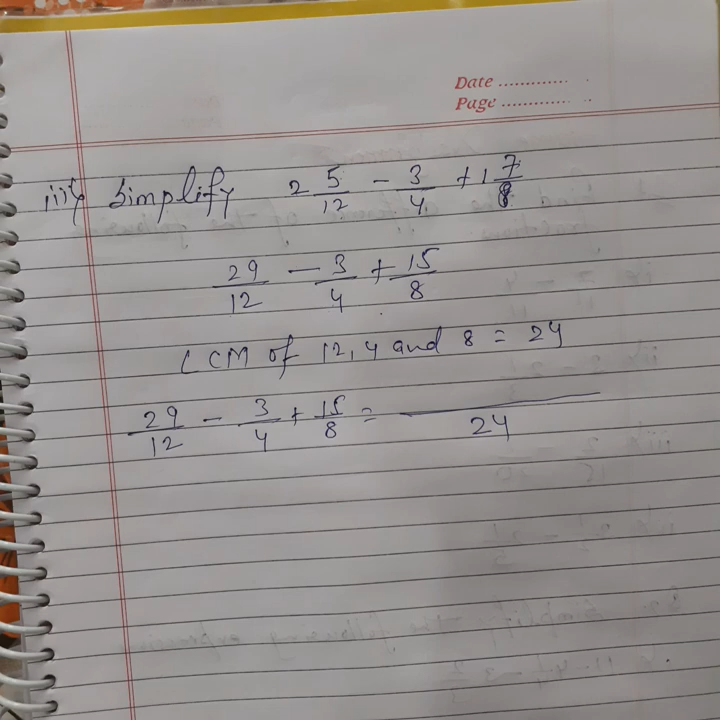 Date ..............
Page ..............
iii) Simplify 2 5/12 - 3/4 + 1 7/8
29/12 - 3/4 + 15/8
LCM of 12, 4 and 8 = 24
29/12 - 3/4 + 15/8 = ——/24